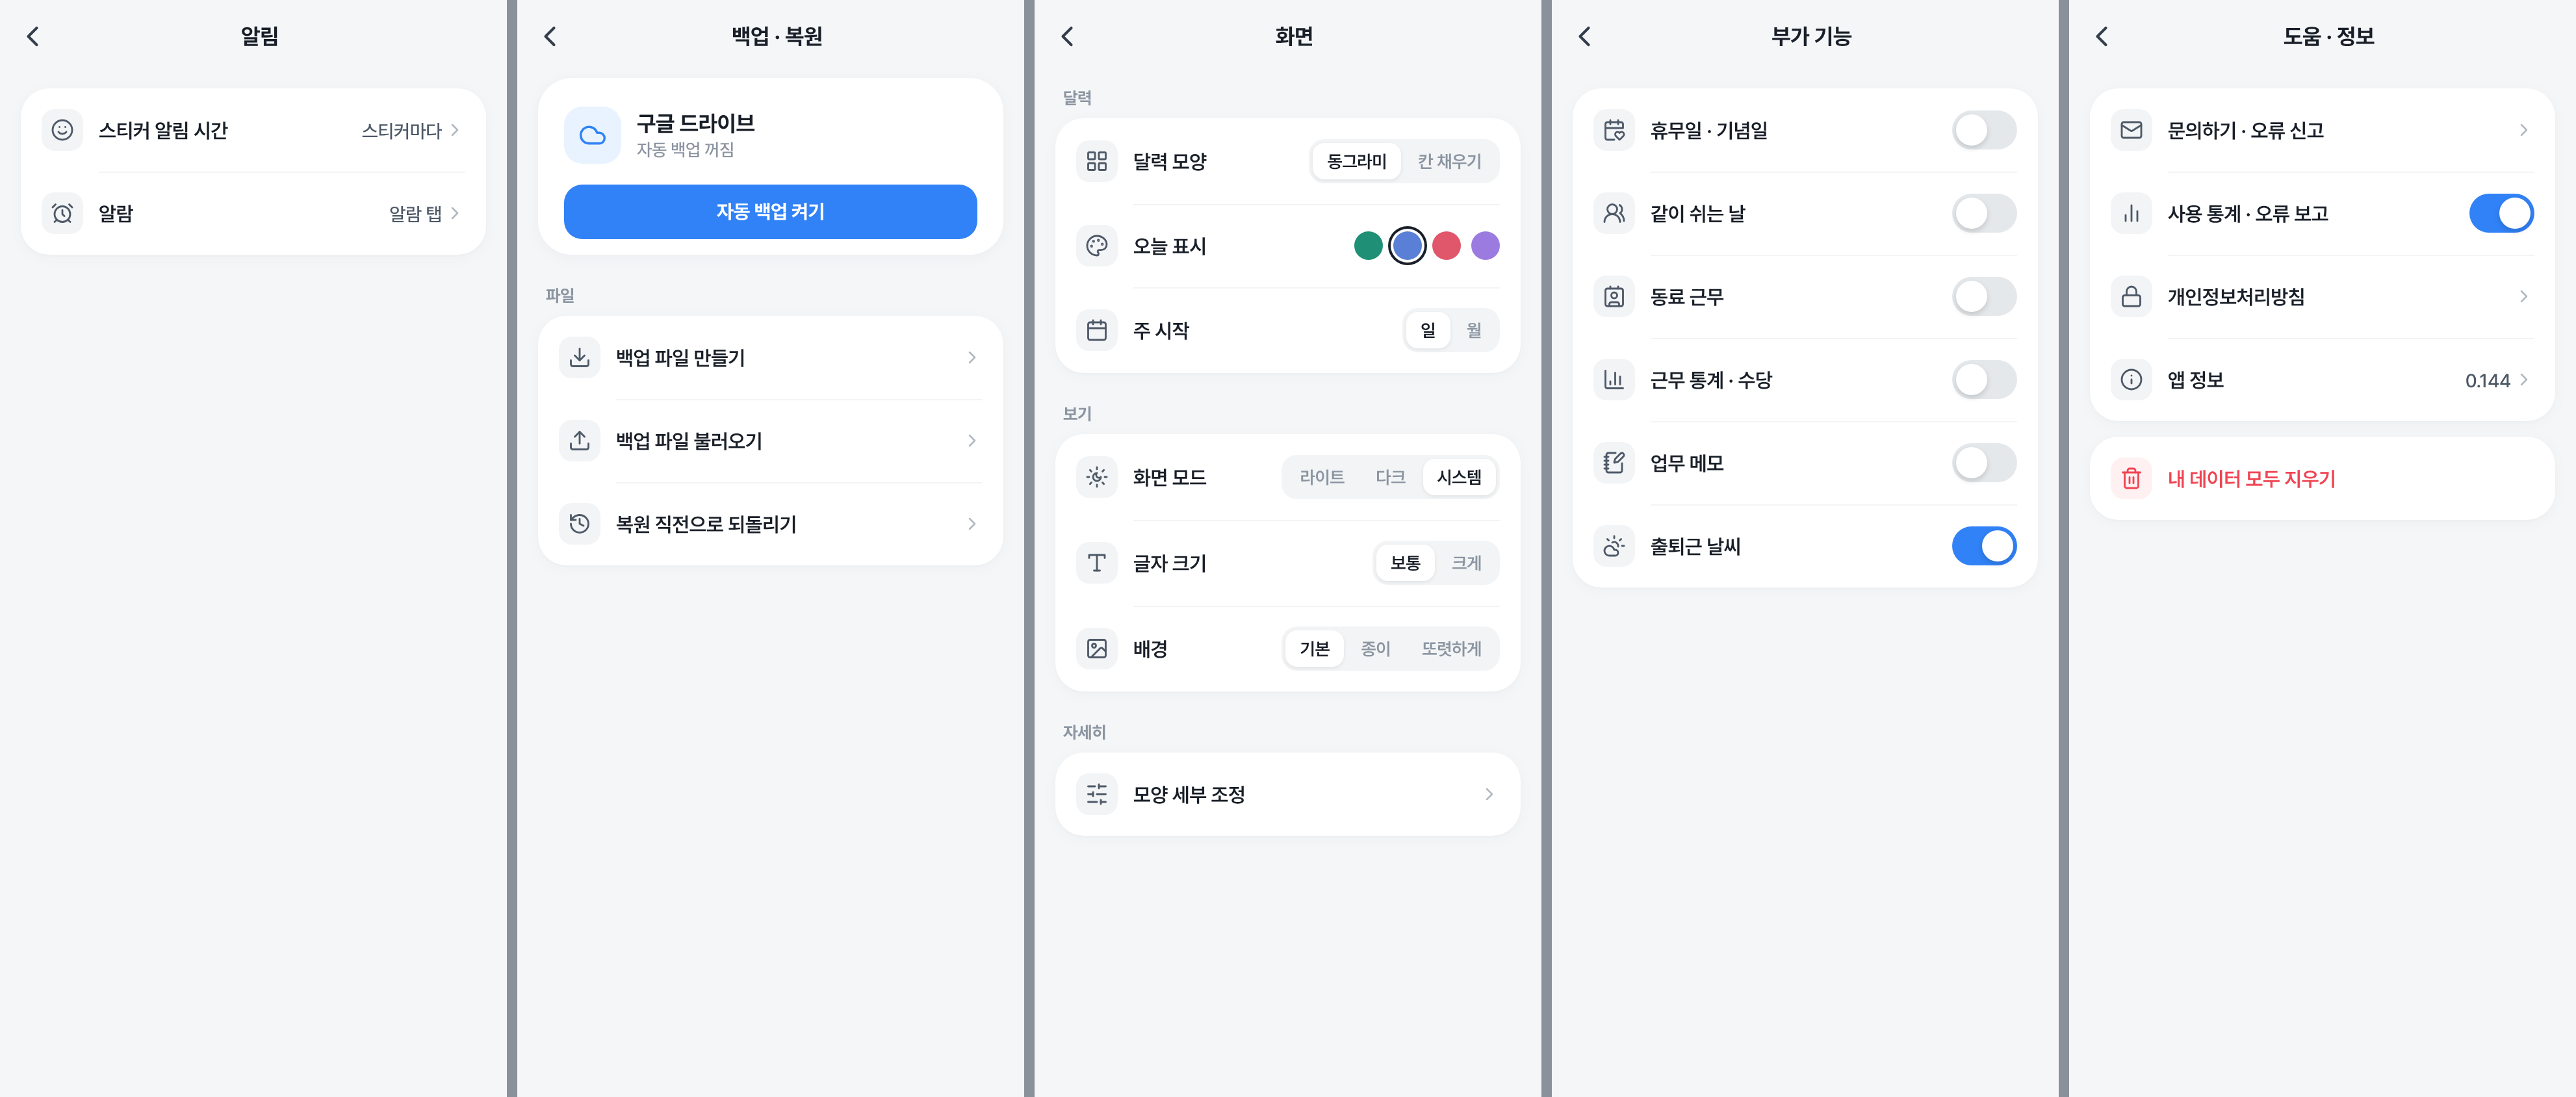 알림
스티커 알림 시간 스티커마다
알람 알람 탭
백업 · 복원
구글 드라이브
자동 백업 꺼짐
자동 백업 켜기
파일
백업 파일 만들기
백업 파일 불러오기
복원 직전으로 되돌리기
화면
달력
달력 모양 동그라미 칸 채우기
오늘 표시
주 시작 일 월
보기
화면 모드 라이트 다크 시스템
글자 크기 보통 크게
배경 기본 종이 또렷하게
자세히
모양 세부 조정
부가 기능
휴무일 · 기념일
같이 쉬는 날
동료 근무
근무 통계 · 수당
업무 메모
출퇴근 날씨
도움 · 정보
문의하기 · 오류 신고
사용 통계 · 오류 보고
개인정보처리방침
앱 정보 0.144
내 데이터 모두 지우기